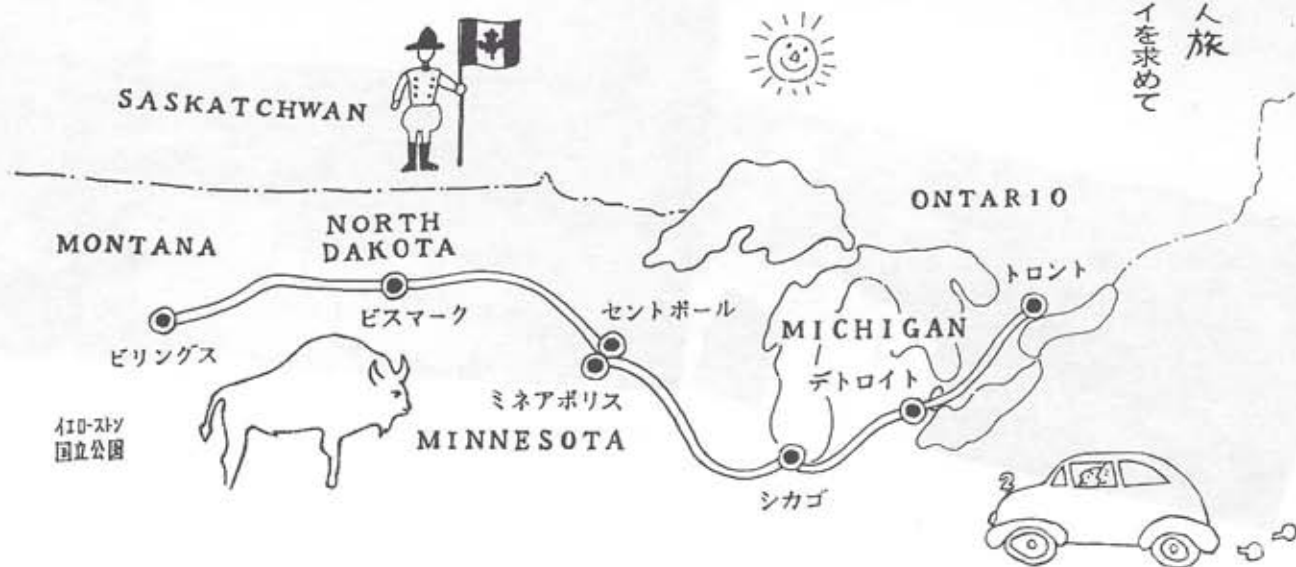 人旅
イを求めて
SASKATCHWAN
ONTARIO
MONTANA
NORTH
DAKOTA
トロント
ビスマーク
セントポール
MICHIGAN
ビリングス
デトロイト
ミネアポリス
MINNESOTA
イエローストン
国立公園
シカゴ